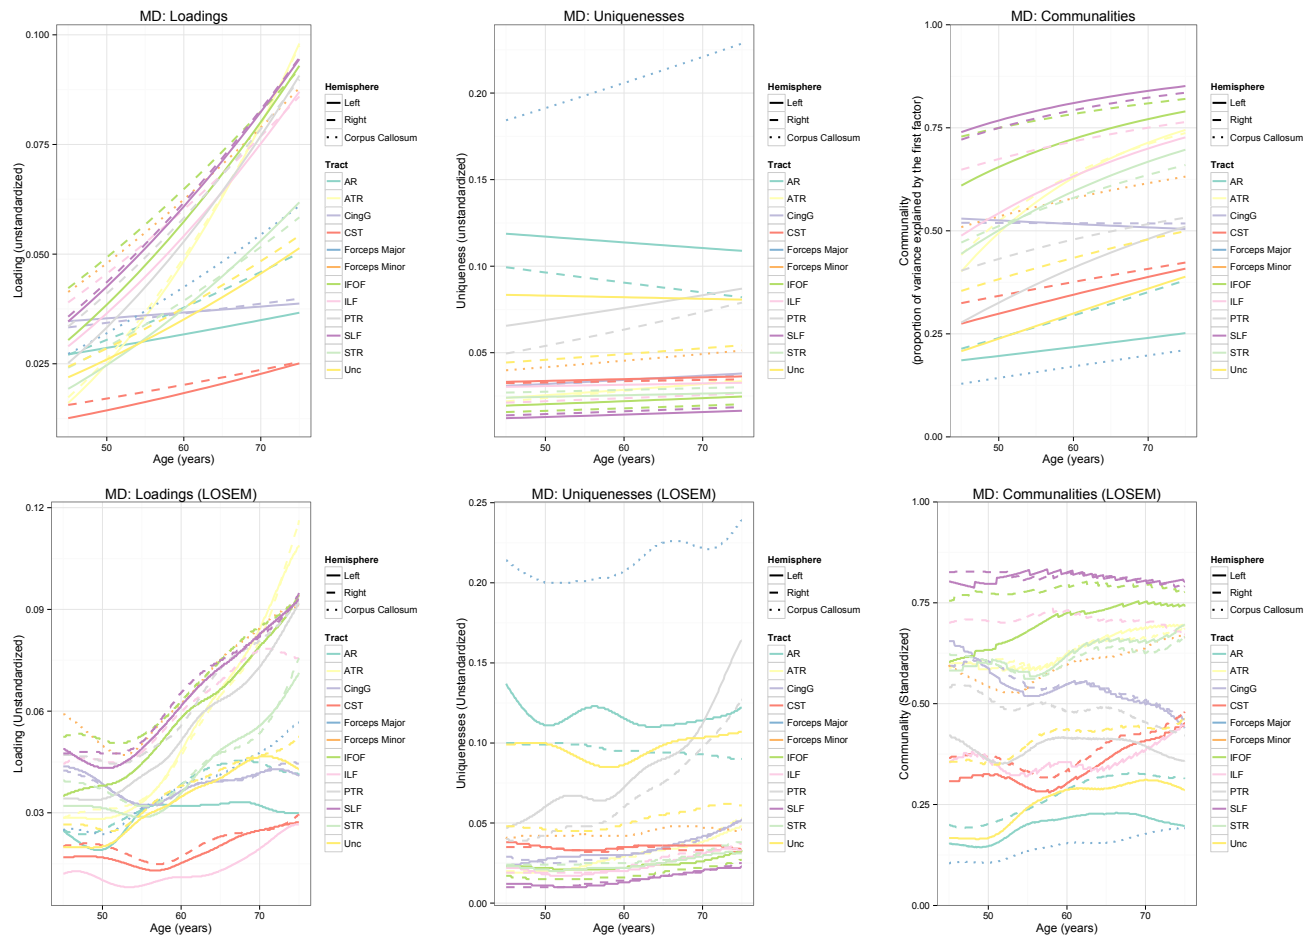 MD: Loadings
Loading (unstandardized)
0.100
0.075
0.050
0.025
50
60
70
Age (years)
Hemisphere
Left
Right
Corpus Callosum
Tract
AR
ATR
CingG
CST
Forceps Major
Forceps Minor
IFOF
ILF
PTR
SLF
STR
Unc
MD: Uniquenesses
Uniqueness (unstandardized)
0.20
0.15
0.10
0.05
50
60
70
Age (years)
Hemisphere
Left
Right
Corpus Callosum
Tract
AR
ATR
CingG
CST
Forceps Major
Forceps Minor
IFOF
ILF
PTR
SLF
STR
Unc
MD: Communalities
Communality
(proportion of variance explained by the first factor)
1.00
0.75
0.50
0.25
0.00
50
60
70
Age (years)
Hemisphere
Left
Right
Corpus Callosum
Tract
AR
ATR
CingG
CST
Forceps Major
Forceps Minor
IFOF
ILF
PTR
SLF
STR
Unc
MD: Loadings (LOSEM)
Loading (Unstandardized)
0.12
0.09
0.06
0.03
50
60
70
Age (years)
Hemisphere
Left
Right
Corpus Callosum
Tract
AR
ATR
CingG
CST
Forceps Major
Forceps Minor
IFOF
ILF
PTR
SLF
STR
Unc
MD: Uniquenesses (LOSEM)
Uniquenesses (Unstandardized)
0.25
0.20
0.15
0.10
0.05
0.00
50
60
70
Age (years)
Hemisphere
Left
Right
Corpus Callosum
Tract
AR
ATR
CingG
CST
Forceps Major
Forceps Minor
IFOF
ILF
PTR
SLF
STR
Unc
MD: Communalities (LOSEM)
Communality (Standardized)
1.00
0.75
0.50
0.25
0.00
50
60
70
Age (years)
Hemisphere
Left
Right
Corpus Callosum
Tract
AR
ATR
CingG
CST
Forceps Major
Forceps Minor
IFOF
ILF
PTR
SLF
STR
Unc